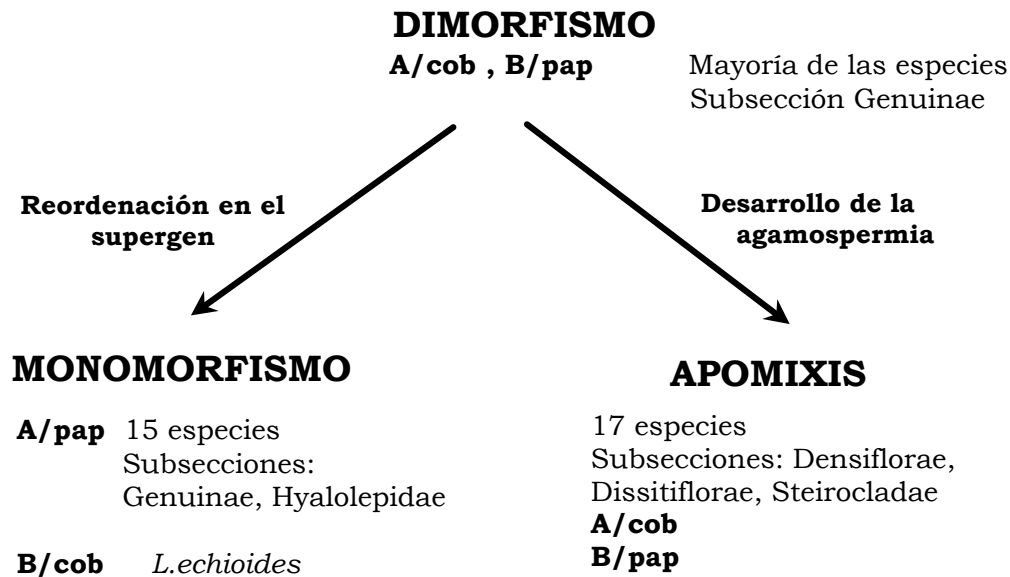 DIMORFISMO
A/cob , B/pap
Mayoría de las especies
Subsección Genuinae
Reordenación en el
supergen
Desarrollo de la
agamospermia
MONOMORFISMO
A/pap 15 especies
Subsecciones:
Genuinae, Hyalolepidae
B/cob L.echioides
APOMIXIS
17 especies
Subsecciones: Densiflorae,
Dissitiflorae, Steirocladae
A/cob
B/pap